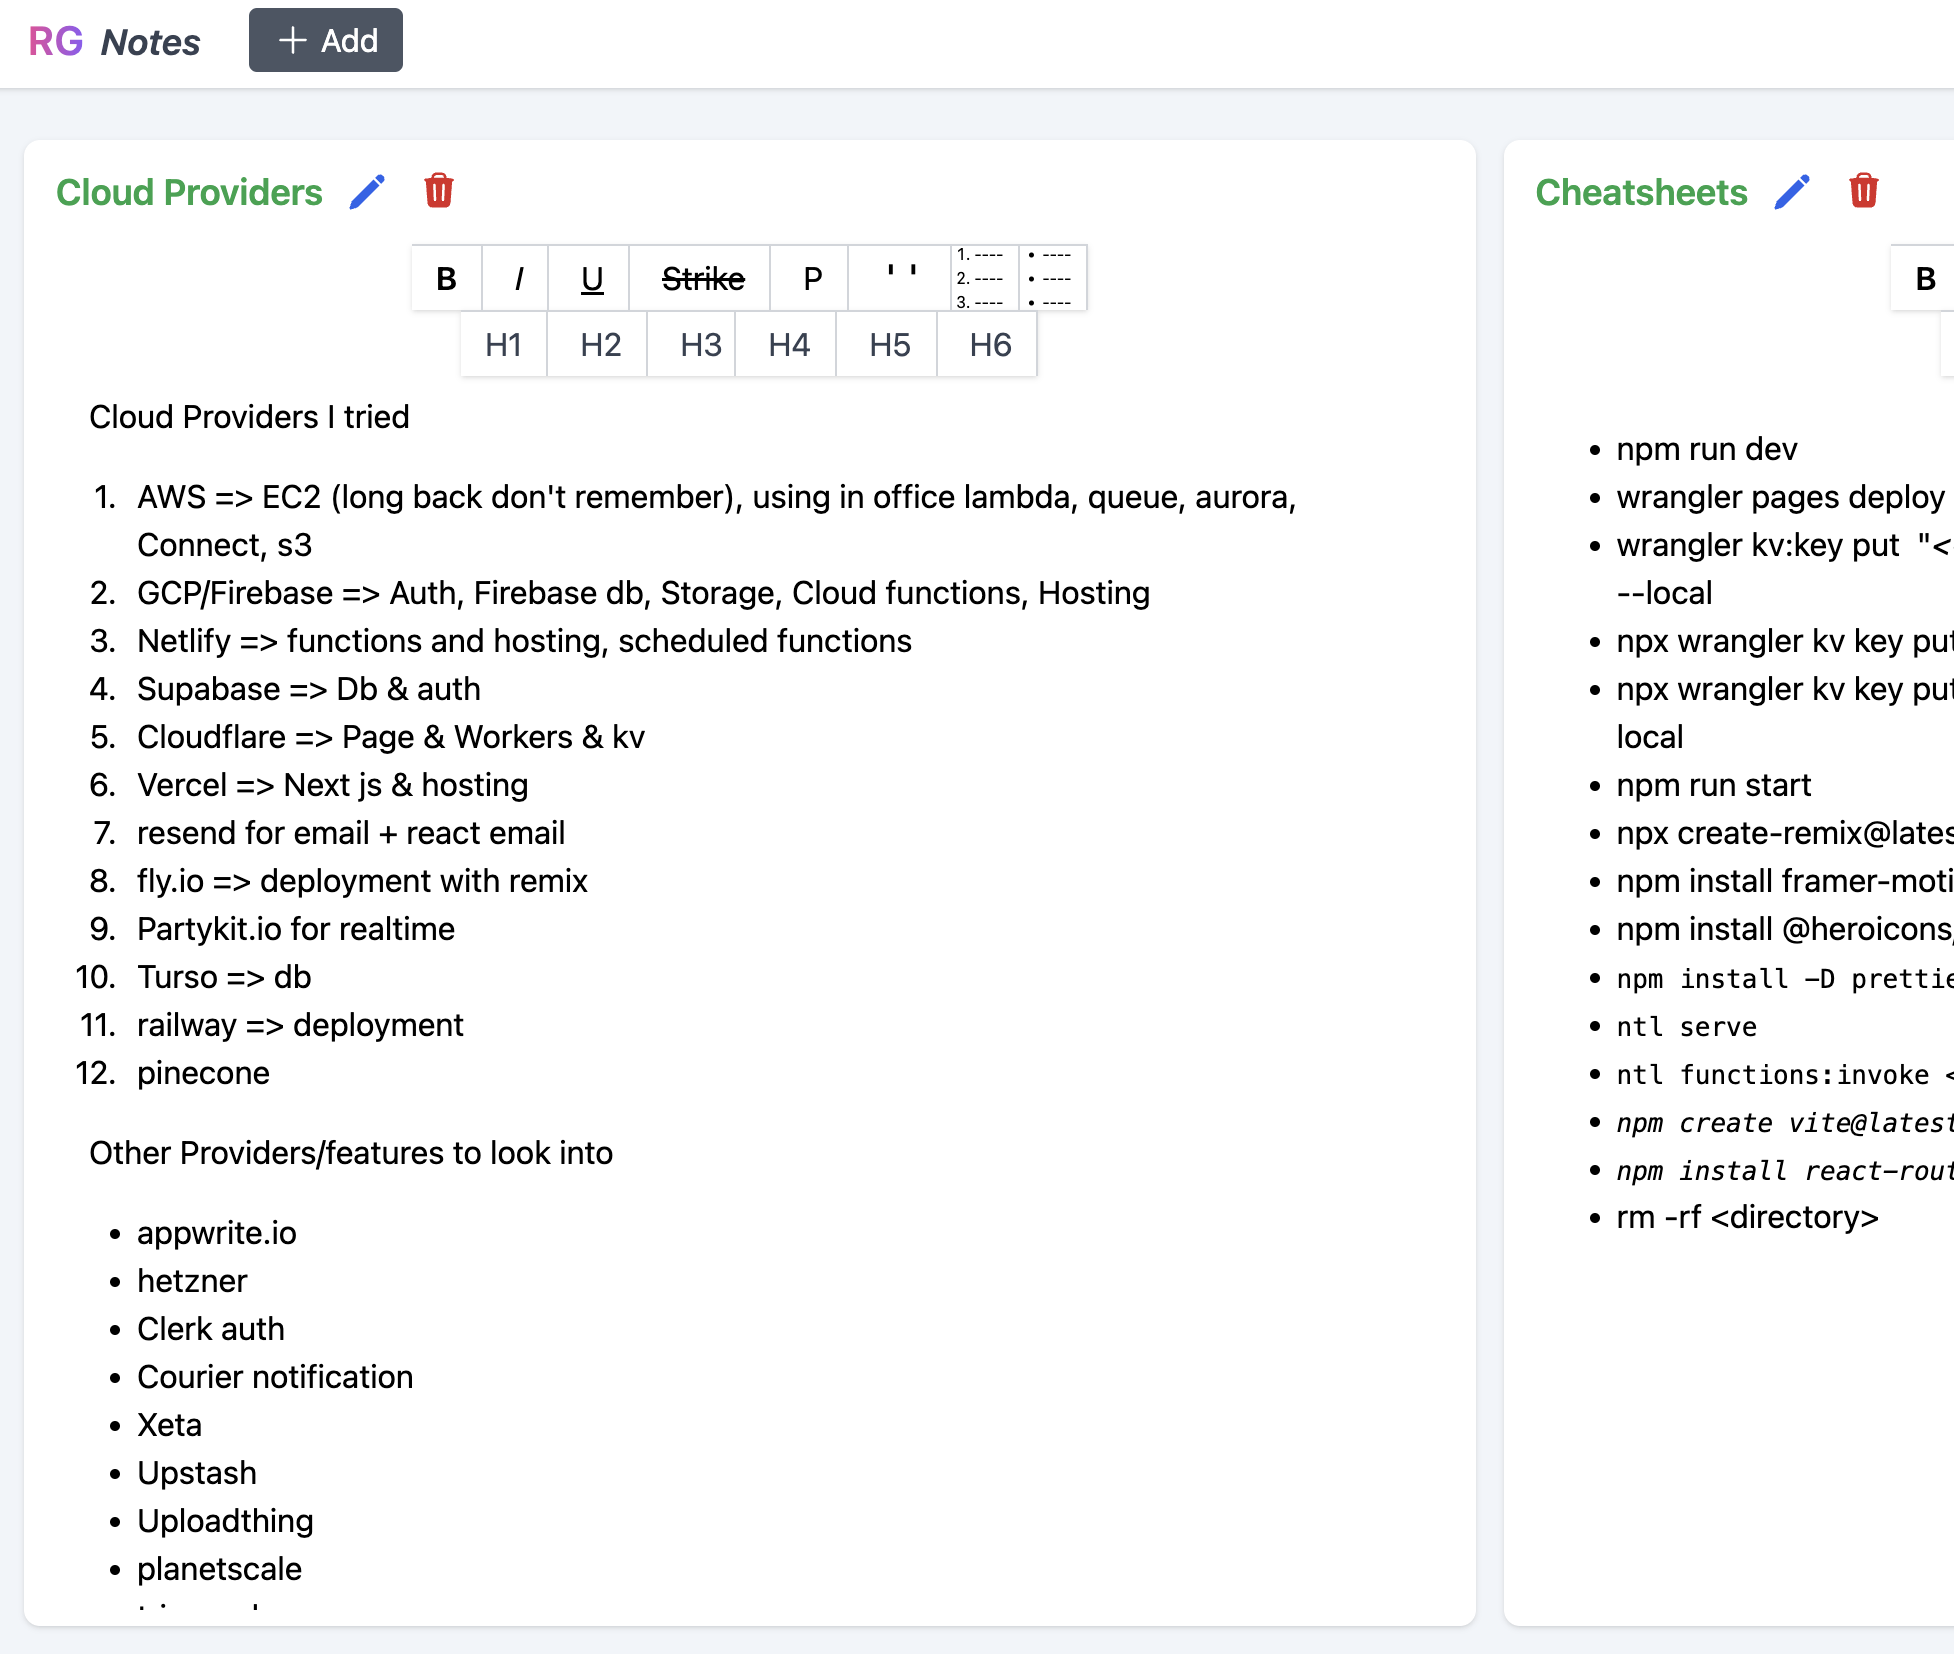 RG Notes
+ Add
Cloud Providers
B I U Strike P ' '
1. ----
2. ----
3. ----
• ----
• ----
• ----
H1 H2 H3 H4 H5 H6
Cloud Providers I tried
1. AWS => EC2 (long back don't remember), using in office lambda, queue, aurora,
Connect, s3
2. GCP/Firebase => Auth, Firebase db, Storage, Cloud functions, Hosting
3. Netlify => functions and hosting, scheduled functions
4. Supabase => Db & auth
5. Cloudflare => Page & Workers & kv
6. Vercel => Next js & hosting
7. resend for email + react email
8. fly.io => deployment with remix
9. Partykit.io for realtime
10. Turso => db
11. railway => deployment
12. pinecone
Other Providers/features to look into
• appwrite.io
• hetzner
• Clerk auth
• Courier notification
• Xeta
• Upstash
• Uploadthing
• planetscale
Cheatsheets
B
• npm run dev
• wrangler pages deploy
• wrangler kv:key put "<
--local
• npx wrangler kv key put
• npx wrangler kv key put
local
• npm run start
• npx create-remix@lates
• npm install framer-moti
• npm install @heroicons/
• npm install -D prettie
• ntl serve
• ntl functions:invoke <
• npm create vite@latest
• npm install react-rout
• rm -rf <directory>